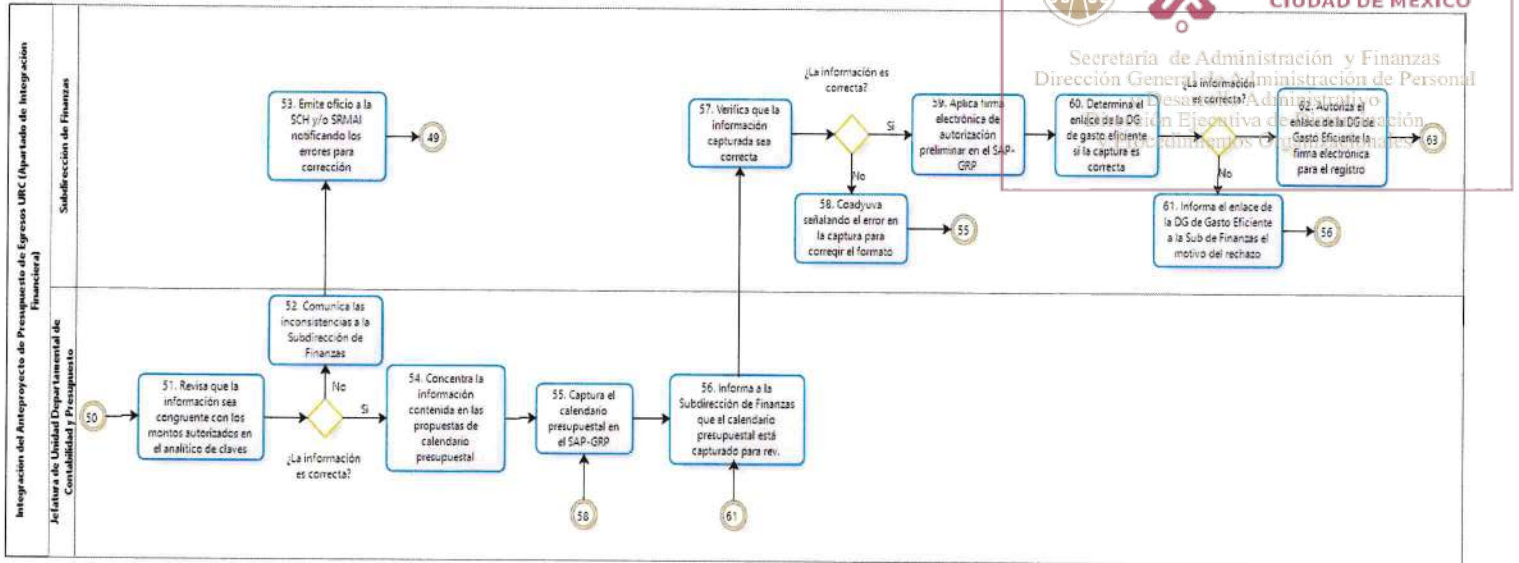 CIUDAD DE MÉXICO
Secretaría de Administración y Finanzas
Dirección General de Administración de Personal
y Desarrollo Administrativo
Ejecutiva de
y Procedimientos Organizacionales
Integración del Anteproyecto de Presupuesto de Egresos URC (Apartado de Integración
Financiera)
Subdirección de Finanzas
53. Emite oficio a la
SCH y/o SRMAI
notificando los
errores para
corrección
49
57. Verifica que la
información
capturada sea
correcta
¿La información es
correcta?
Si
No
58. Coadyuva
señalando el error en
la captura para
corregir el formato
55
59. Aplica firma
electrónica de
autorización
preliminar en el SAP-
GRP
60. Determina el
enlace de la DG
de gasto eficiente
si la captura es
correcta
¿La información
es correcta?
No
61. Informa el enlace de
la DG de Gasto Eficiente
a la Sub de Finanzas el
motivo del rechazo
56
62. Autoriza el
enlace de la DG de
Gasto Eficiente la
firma electrónica
para el registro
63
Jefatura de Unidad Departamental de
Contabilidad y Presupuesto
50
51. Revisa que la
información sea
congruente con los
montos autorizados en
el analítico de claves
¿La información
es correcta?
No
52. Comunica las
inconsistencias a la
Subdirección de
Finanzas
Si
54. Concentra la
información
contenida en las
propuestas de
calendario
presupuestal
55. Captura el
calendario
presupuestal en
el SAP-GRP
58
56. Informa a la
Subdirección de Finanzas
que el calendario
presupuestal está
capturado para rev.
61